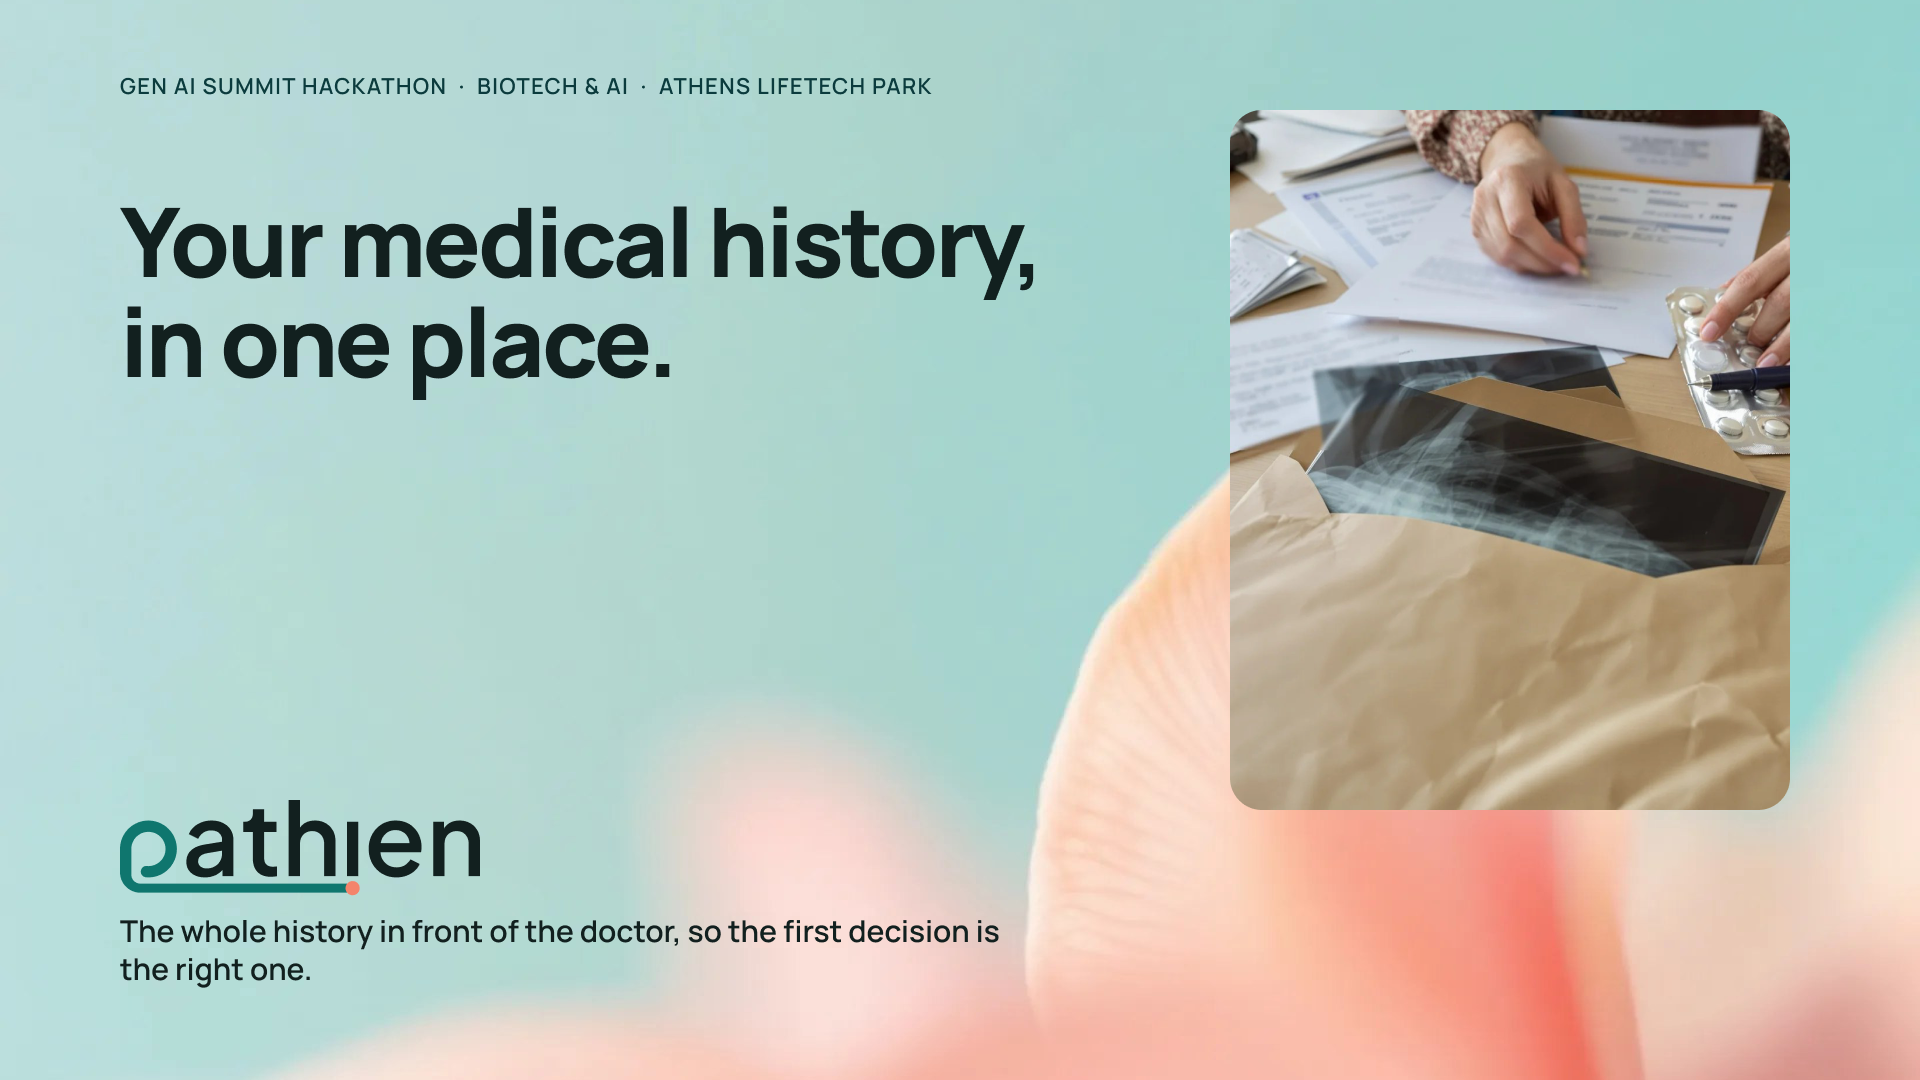 GEN AI SUMMIT HACKATHON · BIOTECH & AI · ATHENS LIFETECH PARK
Your medical history,
in one place.
pathien
The whole history in front of the doctor, so the first decision is
the right one.